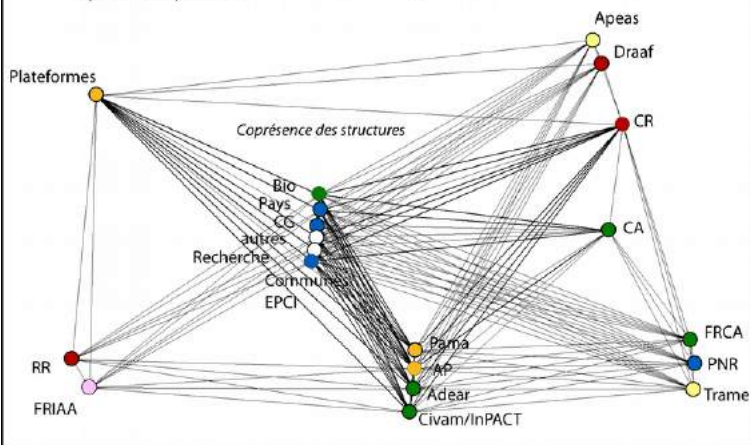 Apeas
Draaf
Plateformes
CR
Coprésence des structures
Bio
Pays
CG
CA
autres
Recherche
Communes
EPCI
FRCA
Pama
PNR
RR
AP
Trame
Adear
FRIAA
Civam/InPACT